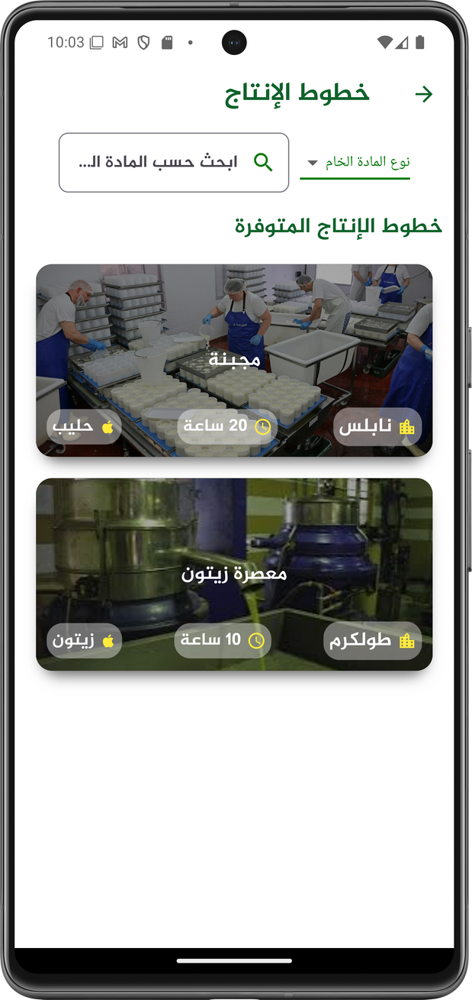 10:03
خطوط الإنتاج
نوع المادة الخام
ابحث حسب المادة الـ...
خطوط الإنتاج المتوفرة
مجبنة
نابلس 20 ساعة حليب
معصرة زيتون
طولكرم 10 ساعة زيتون